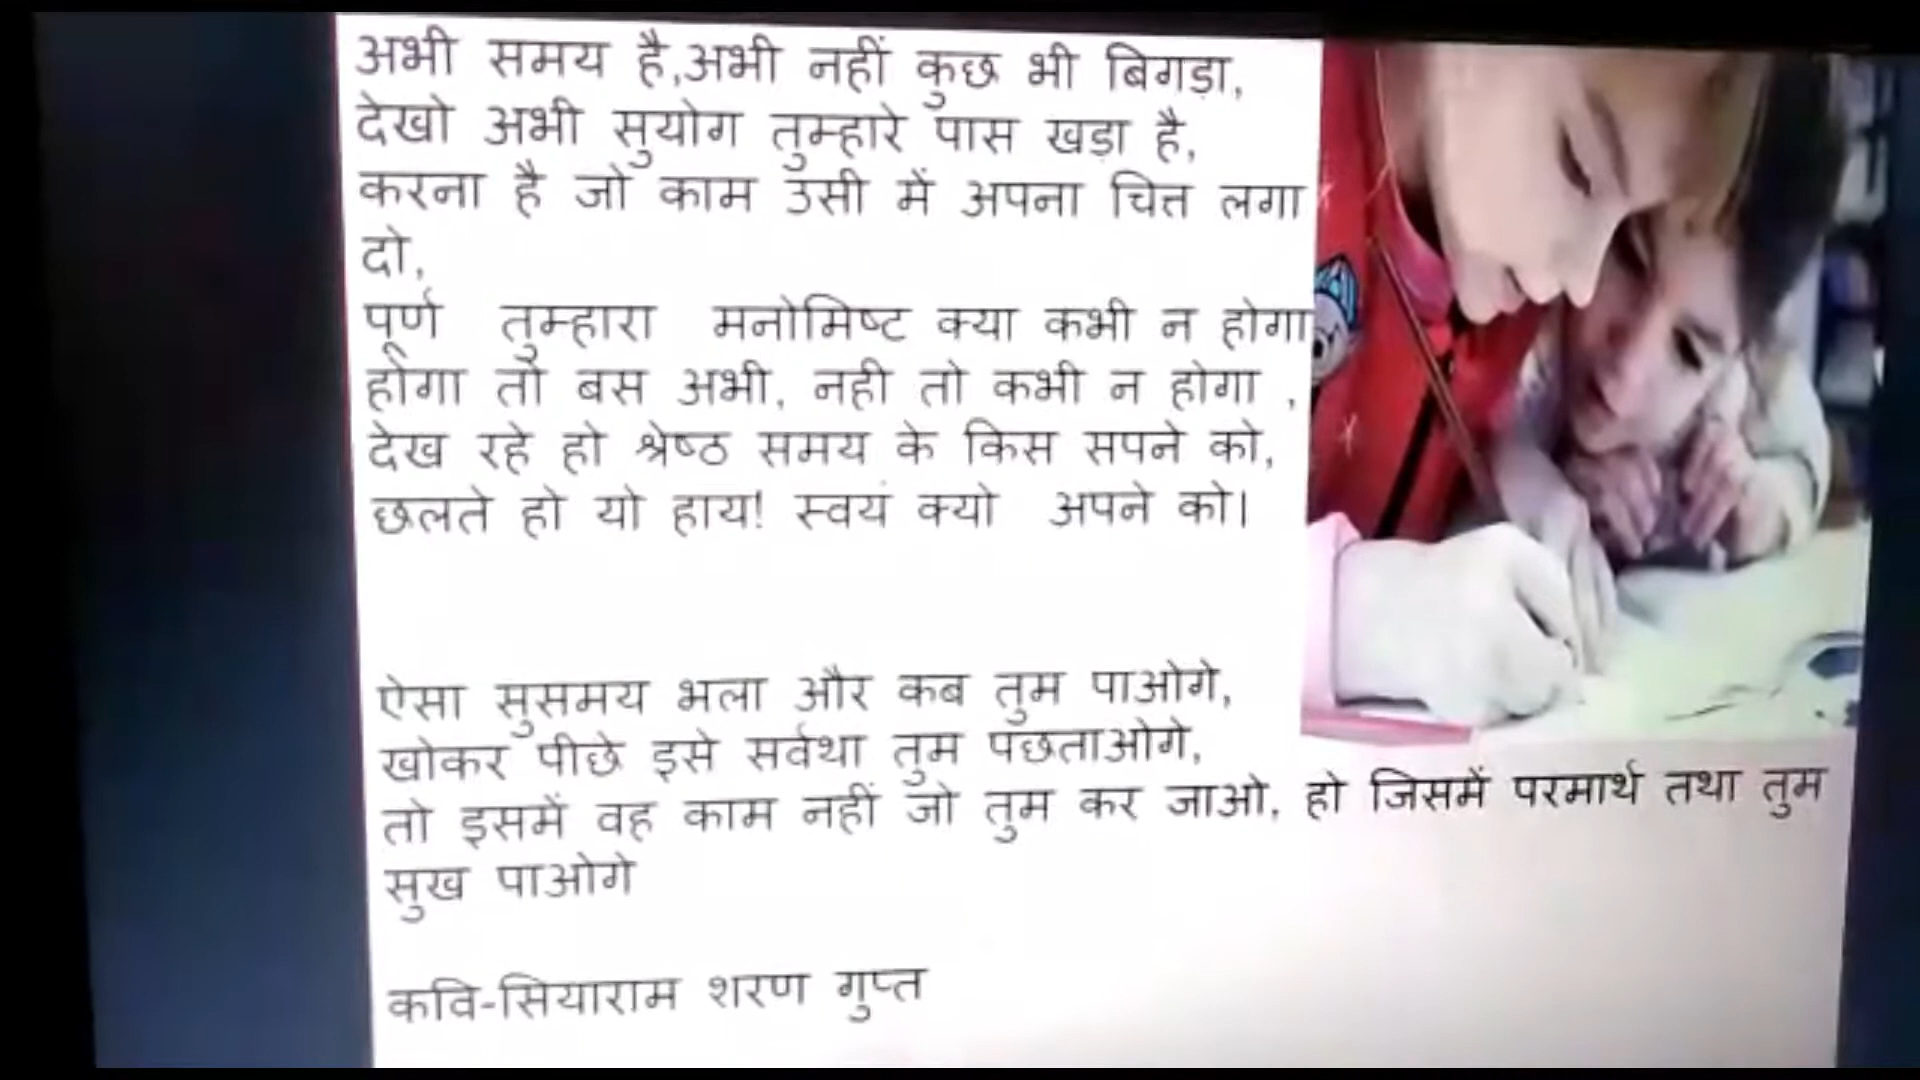 अभी समय है,अभी नहीं कुछ भी बिगड़ा,
देखो अभी सुयोग तुम्हारे पास खड़ा है,
करना है जो काम उसी में अपना चित्त लगा
दो,
पूर्ण तुम्हारा मनोमिष्ट क्या कभी न होगा
होगा तो बस अभी, नही तो कभी न होगा ,
देख रहे हो श्रेष्ठ समय के किस सपने को,
छलते हो यो हाय! स्वयं क्यो अपने को।
ऐसा सुसमय भला और कब तुम पाओगे,
खोकर पीछे इसे सर्वथा तुम पछताओगे,
तो इसमें वह काम नहीं जो तुम कर जाओ, हो जिसमें परमार्थ तथा तुम
सुख पाओगे
कवि-सियाराम शरण गुप्त